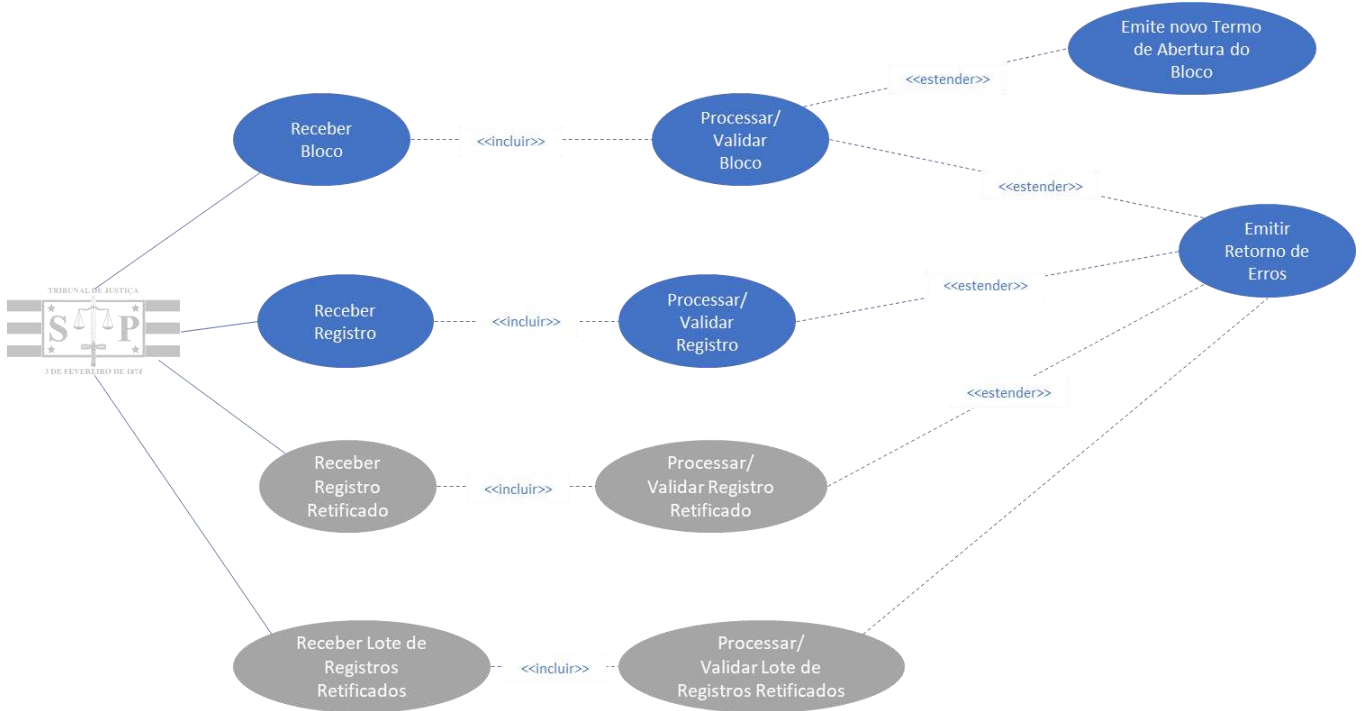 Emite novo Termo
de Abertura do
Bloco
<<estender>>
Receber
Bloco
<<incluir>>
Processar/
Validar
Bloco
<<estender>>
Emitir
Retorno de
Erros
TRIBUNAL DE JUSTIÇA
S P
3 DE FEVEREIRO DE 1874
Receber
Registro
<<incluir>>
Processar/
Validar
Registro
<<estender>>
<<estender>>
Receber
Registro
Retificado
<<incluir>>
Processar/
Validar Registro
Retificado
Receber Lote de
Registros
Retificados
<<incluir>>
Processar/
Validar Lote de
Registros Retificados